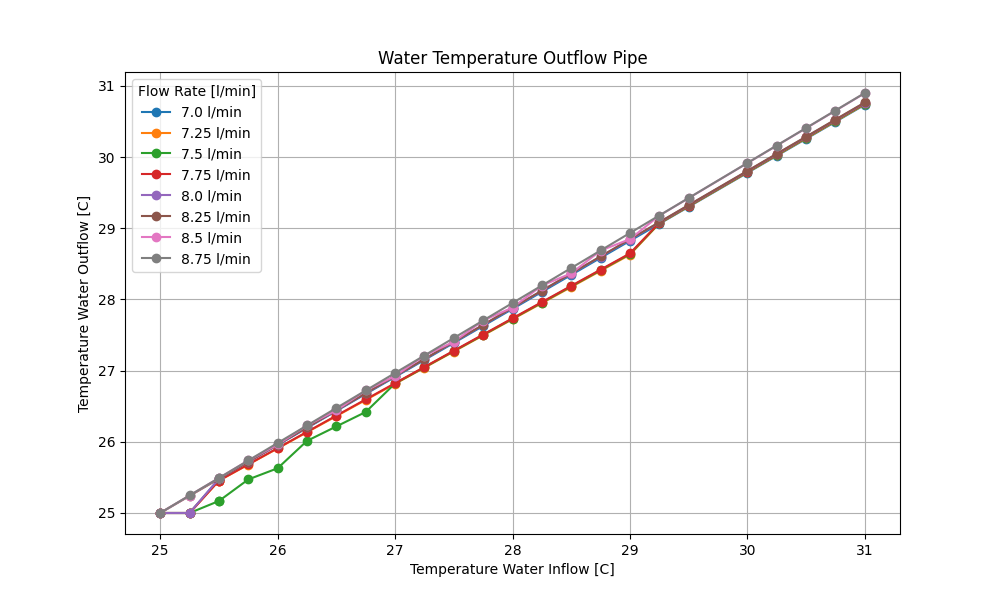 Water Temperature Outflow Pipe
Temperature Water Outflow [C]
31
30
29
28
27
26
25
Flow Rate [l/min]
7.0 l/min
7.25 l/min
7.5 l/min
7.75 l/min
8.0 l/min
8.25 l/min
8.5 l/min
8.75 l/min
25 26 27 28 29 30 31
Temperature Water Inflow [C]